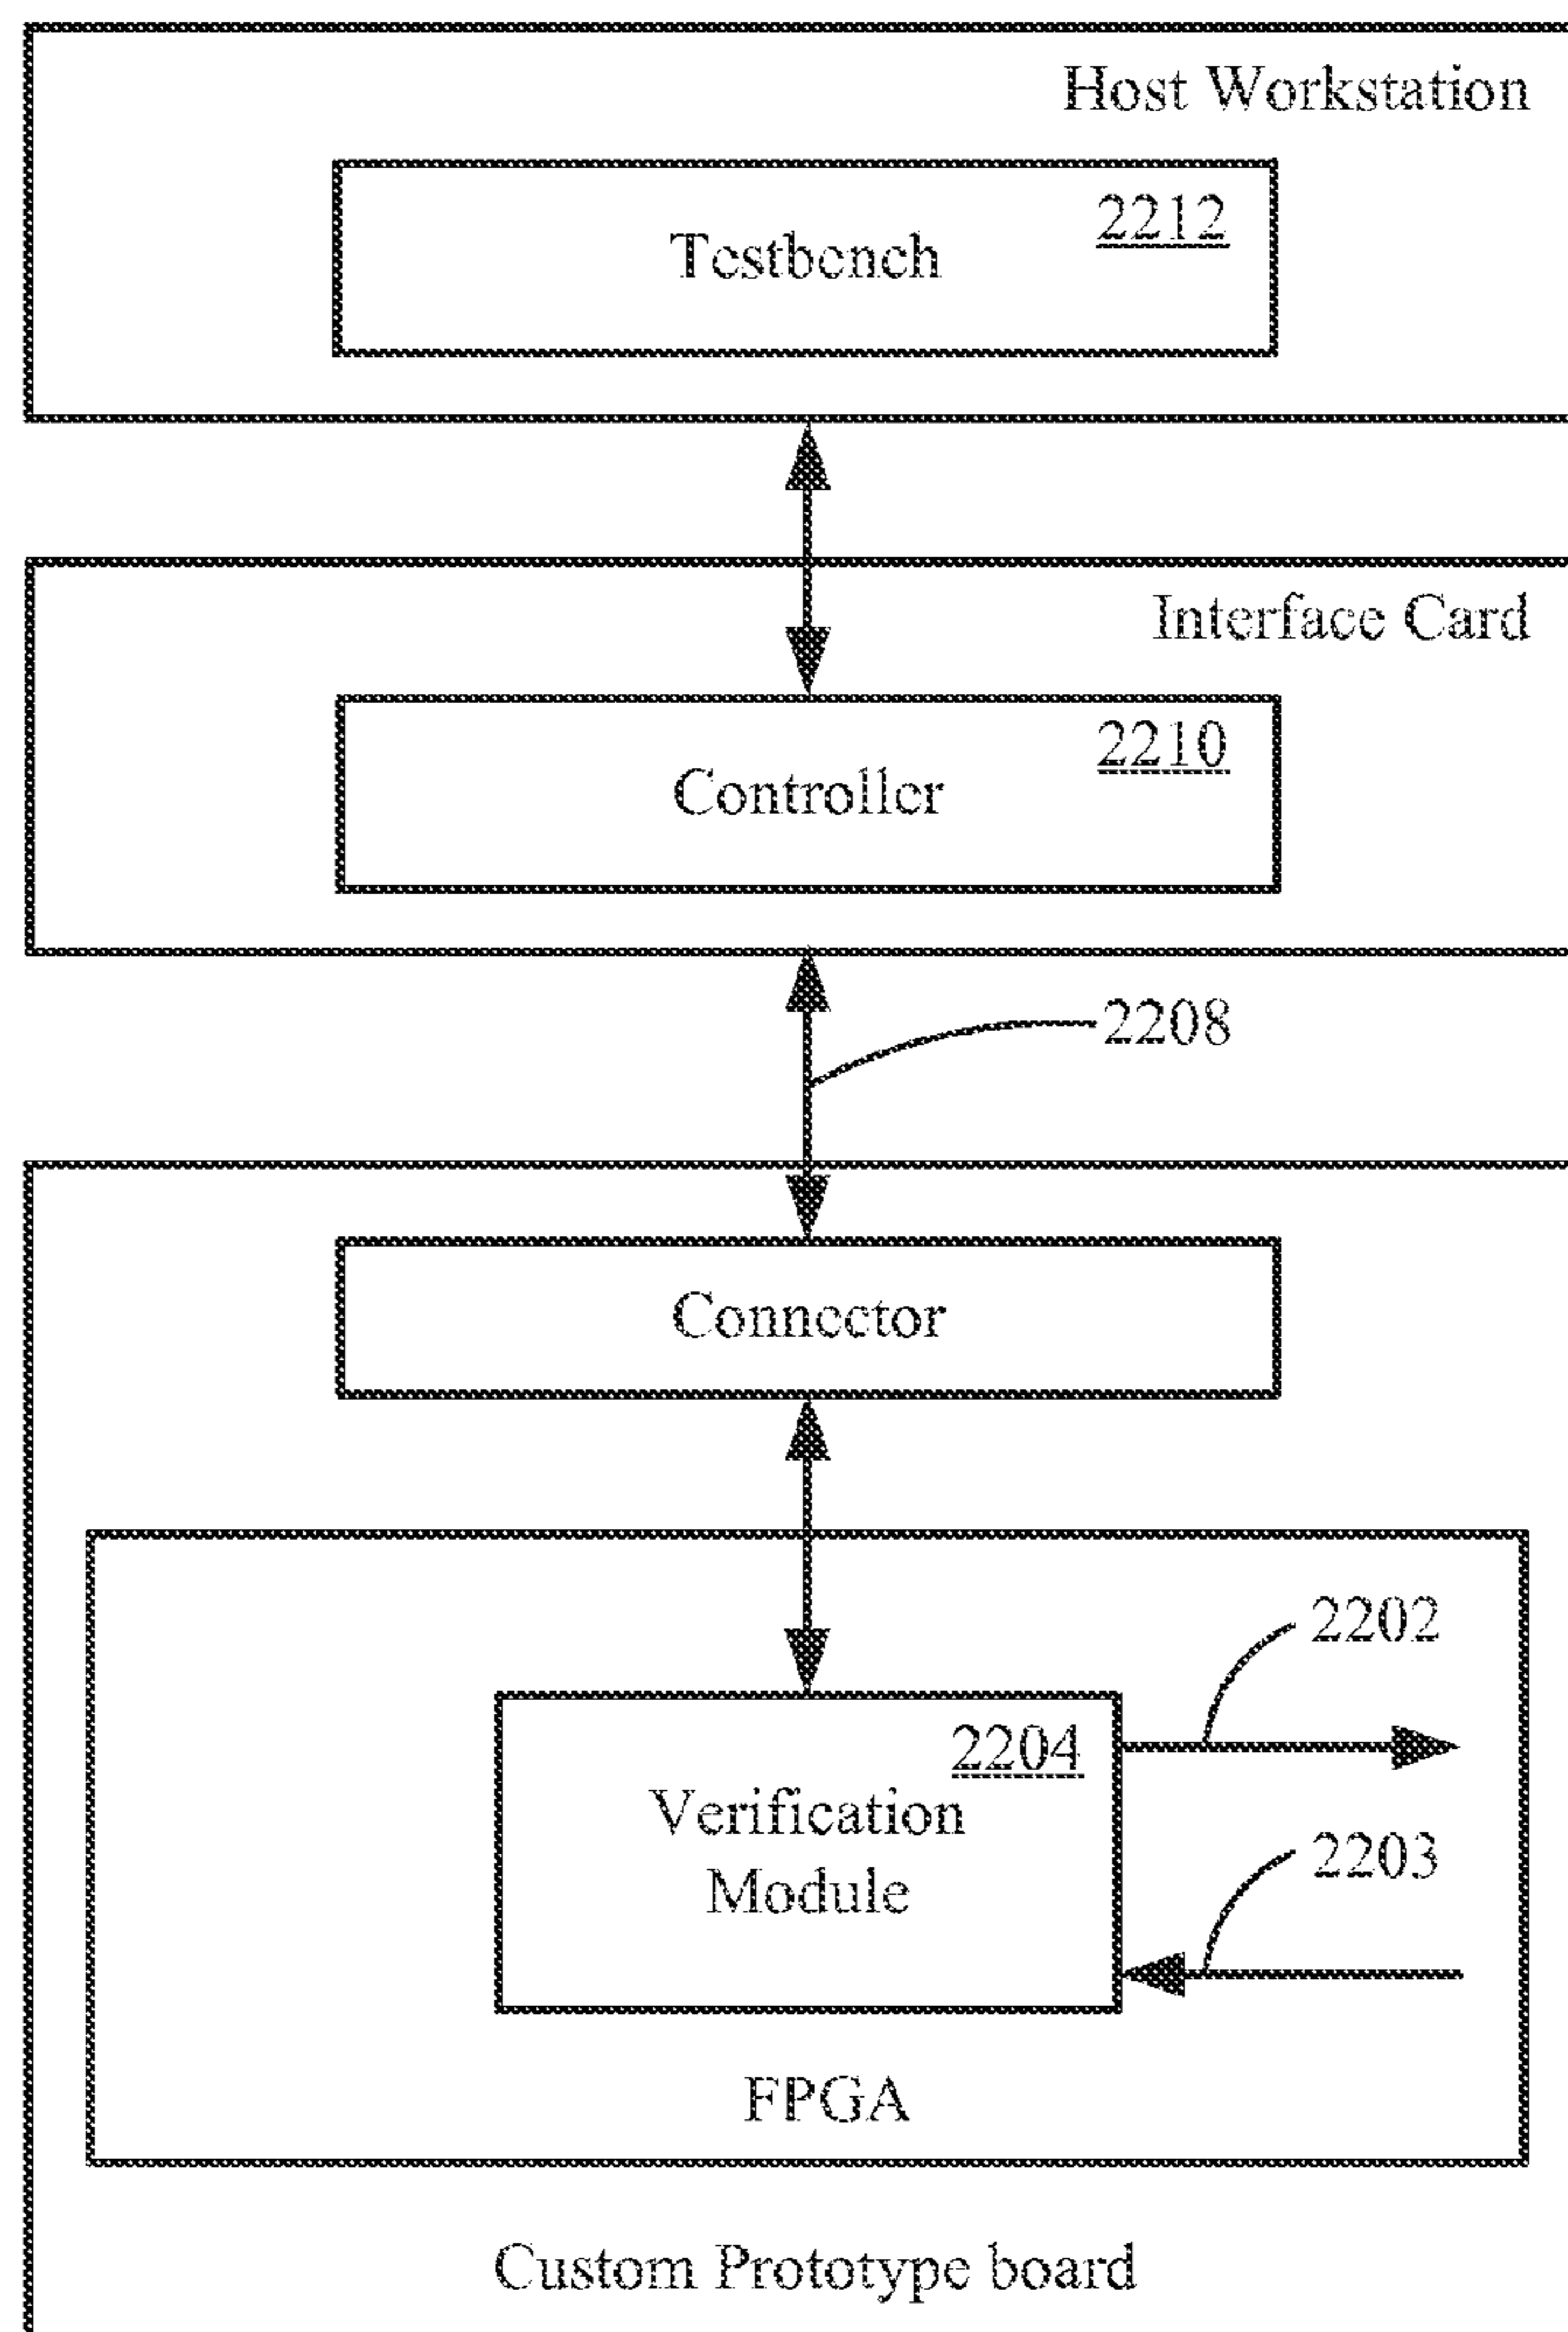 Host Workstation
2212
Testbench
Interface Card
2210
Controller
2208
Connector
2202
2204
Verification
Module
2203
FPGA
Custom Prototype board